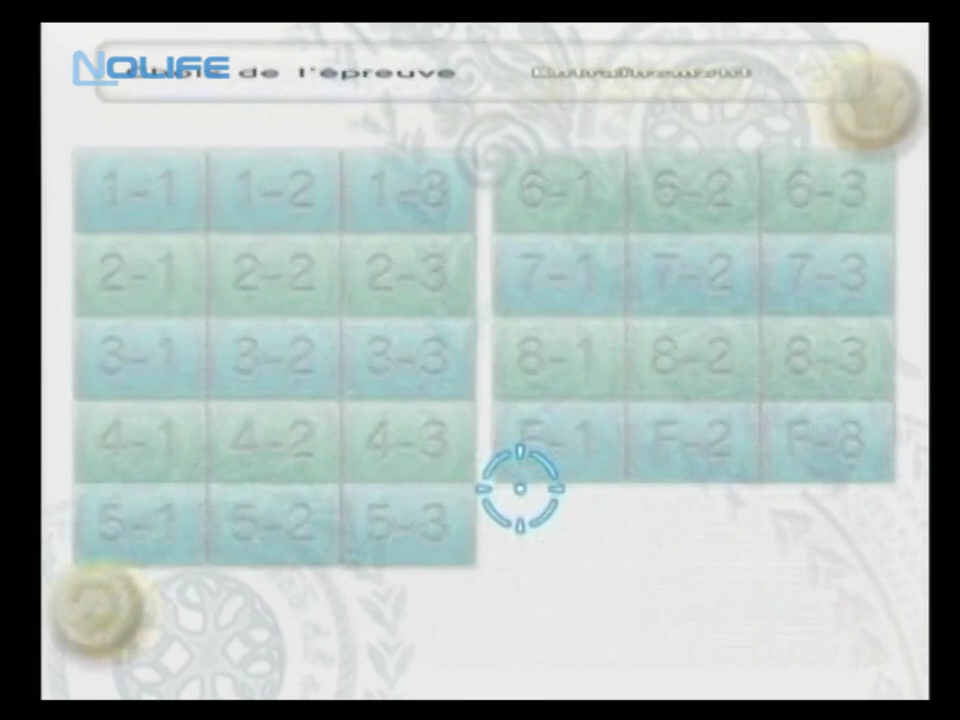 NOLIFE
Choix de l'épreuve Entraînement
1-1 1-2 1-3
2-1 2-2 2-3
3-1 3-2 3-3
4-1 4-2 4-3
5-1 5-2 5-3
6-1 6-2 6-3
7-1 7-2 7-3
8-1 8-2 8-3
F-1 F-2 F-3